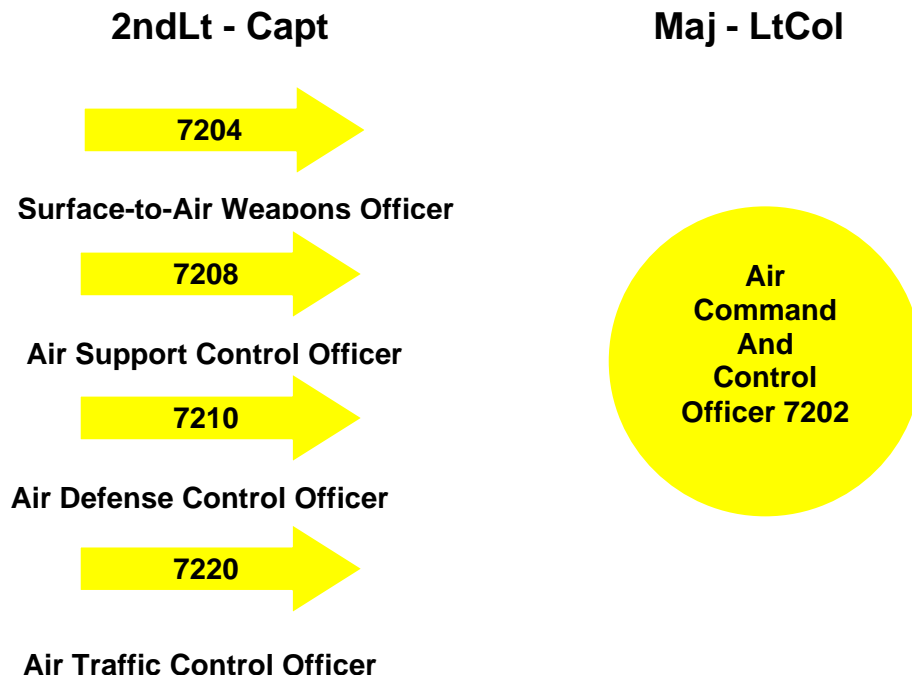 2ndLt - Capt
Maj - LtCol
7204
Surface-to-Air Weapons Officer
7208
Air Support Control Officer
7210
Air Defense Control Officer
7220
Air Traffic Control Officer
Air
Command
And
Control
Officer 7202